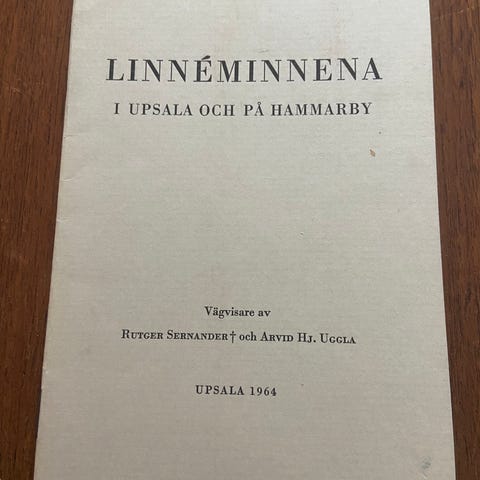 LINNÉMINNENA
I UPSALA OCH PÅ HAMMARBY
Vägvisare av
RUTGER SERNANDER† och ARVID HJ. UGGLA
UPSALA 1964